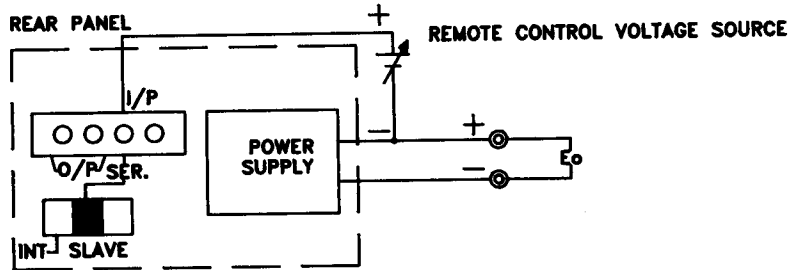 REAR PANEL
+
REMOTE CONTROL VOLTAGE SOURCE
I/P
POWER
SUPPLY
−
+
−
Eo
O/P
SER.
INT
SLAVE